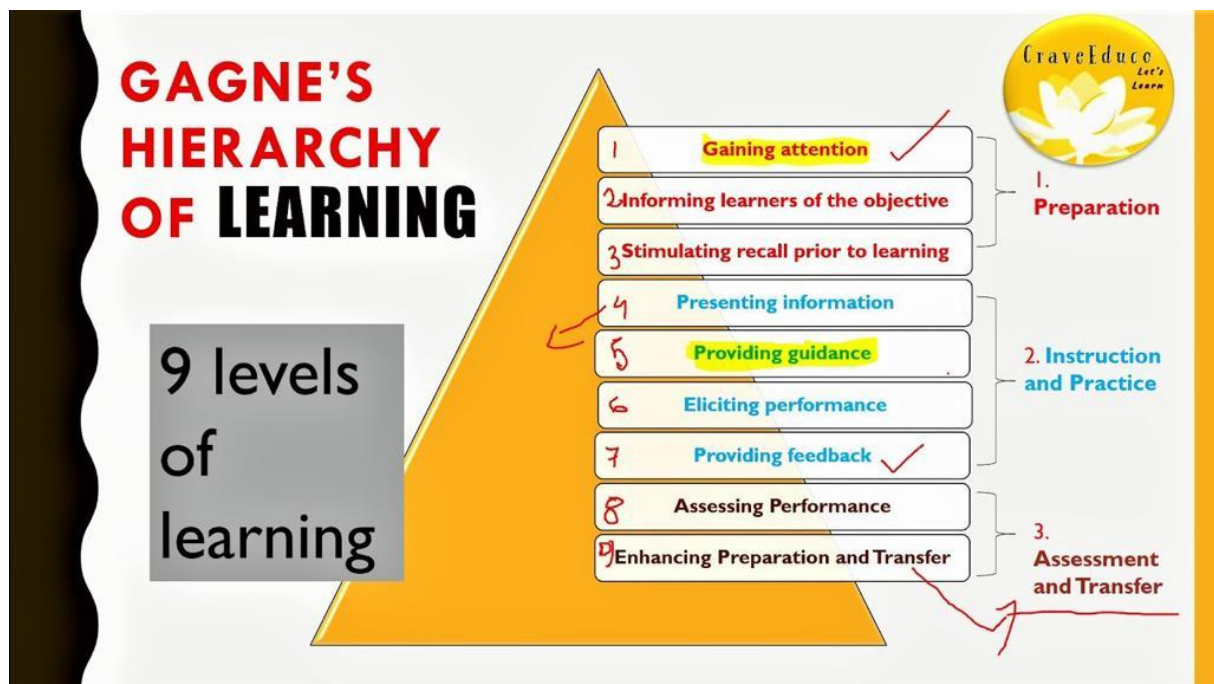 GAGNE'S
HIERARCHY
OF LEARNING
9 levels
of
learning
CraveEduco
Let's
Learn
1 Gaining attention
2 Informing learners of the objective
3 Stimulating recall prior to learning
4 Presenting information
5 Providing guidance
6 Eliciting performance
7 Providing feedback
8 Assessing Performance
9 Enhancing Preparation and Transfer
1.
Preparation
2. Instruction
and Practice
3.
Assessment
and Transfer